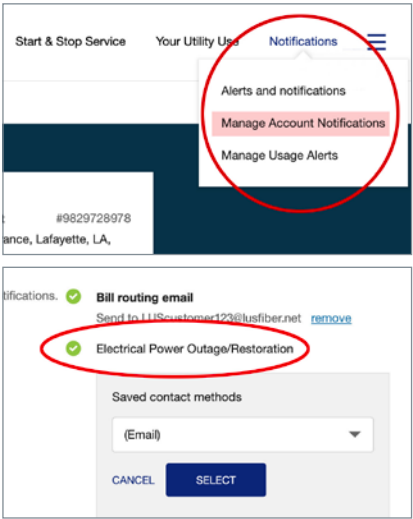 Start & Stop Service Your Utility Use Notifications
Alerts and notifications
Manage Account Notifications
Manage Usage Alerts
#9829728978
ance, Lafayette, LA,
tifications. Bill routing email
Send to LUScustomer123@lusfiber.net remove
Electrical Power Outage/Restoration
Saved contact methods
(Email)
CANCEL SELECT